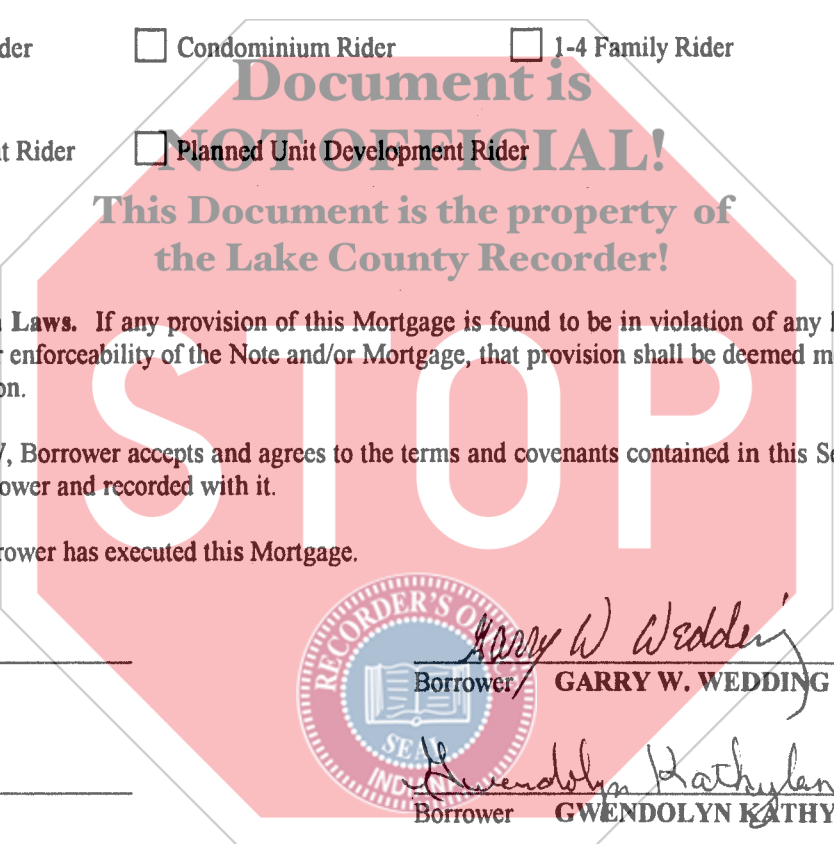 der Condominium Rider 1-4 Family Rider
Document is
NOT OFFICIAL!
t Rider Planned Unit Development Rider
This Document is the property of
the Lake County Recorder!
Laws. If any provision of this Mortgage is found to be in violation of any
enforceability of the Note and/or Mortgage, that provision shall be deemed m
on.
, Borrower accepts and agrees to the terms and covenants contained in this Se
ower and recorded with it.
rower has executed this Mortgage.
STOP
RECORDER'S
SEAL
INDIANA
Garry W Wedding
Borrower GARRY W. WEDDING
Gwendolyn Kathylan
Borrower GWENDOLYN KATHY